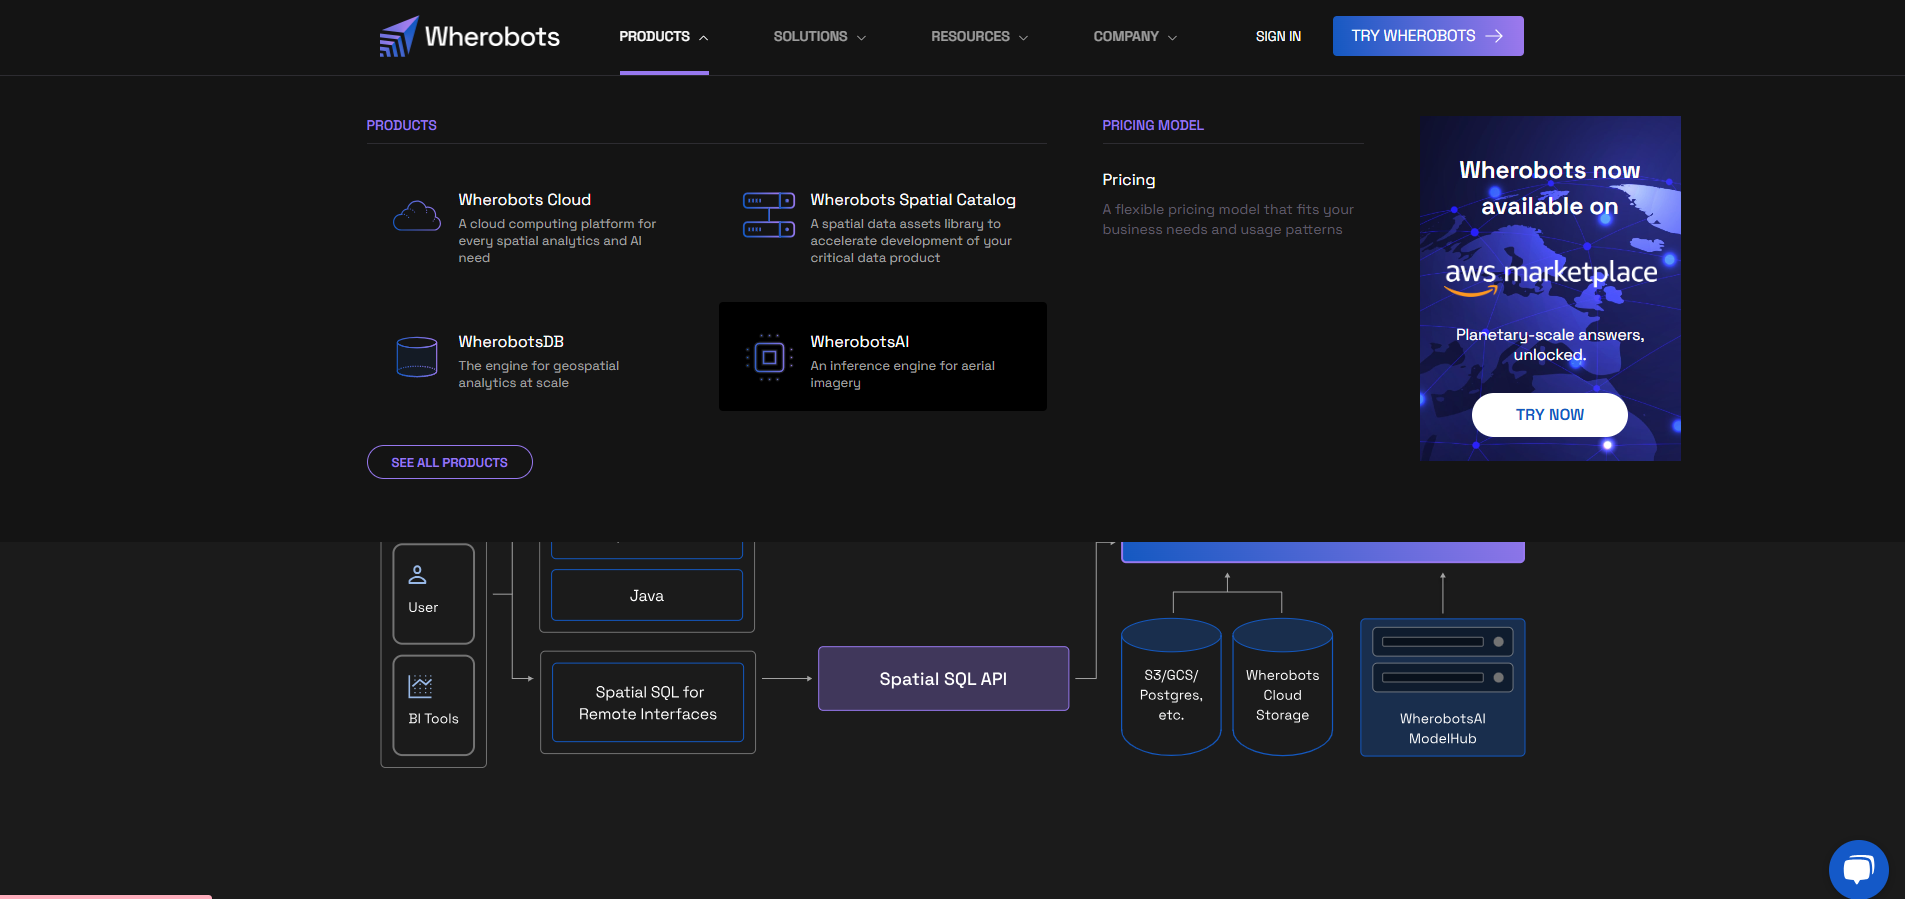 Wherobots
PRODUCTS
SOLUTIONS
RESOURCES
COMPANY
SIGN IN
TRY WHEROBOTS
PRODUCTS
Wherobots Cloud
A cloud computing platform for
every spatial analytics and AI
need
Wherobots Spatial Catalog
A spatial data assets library to
accelerate development of your
critical data product
WherobotsDB
The engine for geospatial
analytics at scale
WherobotsAI
An inference engine for aerial
imagery
SEE ALL PRODUCTS
PRICING MODEL
Pricing
A flexible pricing model that fits your
business needs and usage patterns
Wherobots now
available on
aws marketplace
Planetary-scale answers,
unlocked.
TRY NOW
User
BI Tools
Java
Spatial SQL for
Remote Interfaces
Spatial SQL API
S3/GCS/
Postgres,
etc.
Wherobots
Cloud
Storage
WherobotsAI
ModelHub